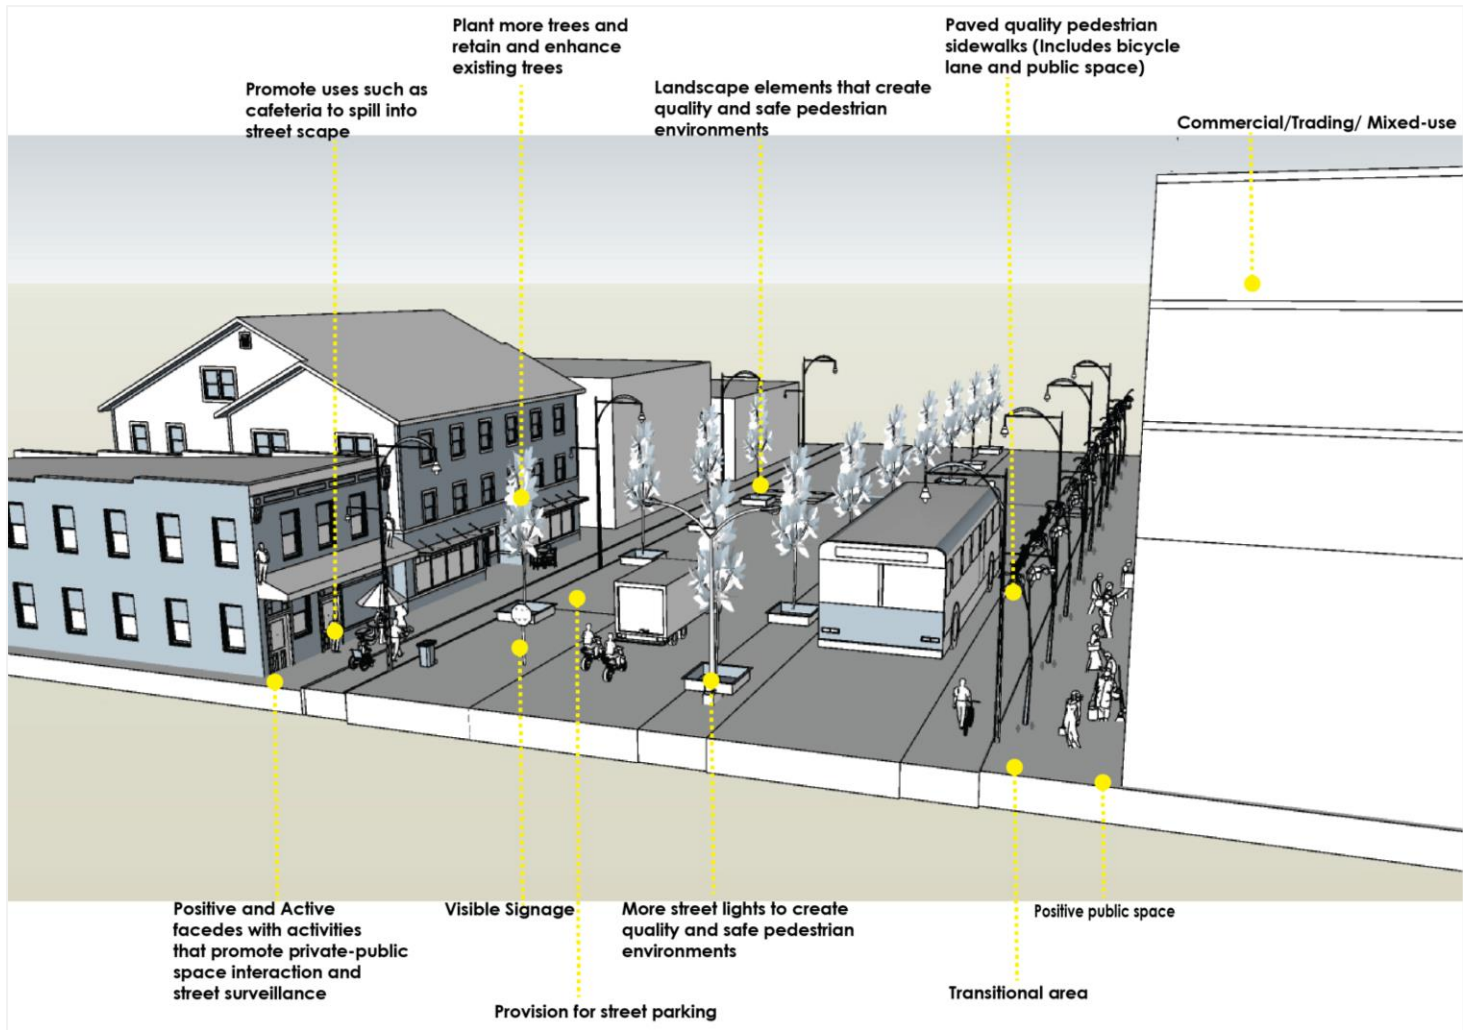 Plant more trees and
retain and enhance
existing trees
Paved quality pedestrian
sidewalks (Includes bicycle
lane and public space)
Promote uses such as
cafeteria to spill into
street scape
Landscape elements that create
quality and safe pedestrian
environments
Commercial/Trading/ Mixed-use
Positive and Active
facedes with activities
that promote private-public
space interaction and
street surveillance
Visible Signage
More street lights to create
quality and safe pedestrian
environments
Positive public space
Transitional area
Provision for street parking